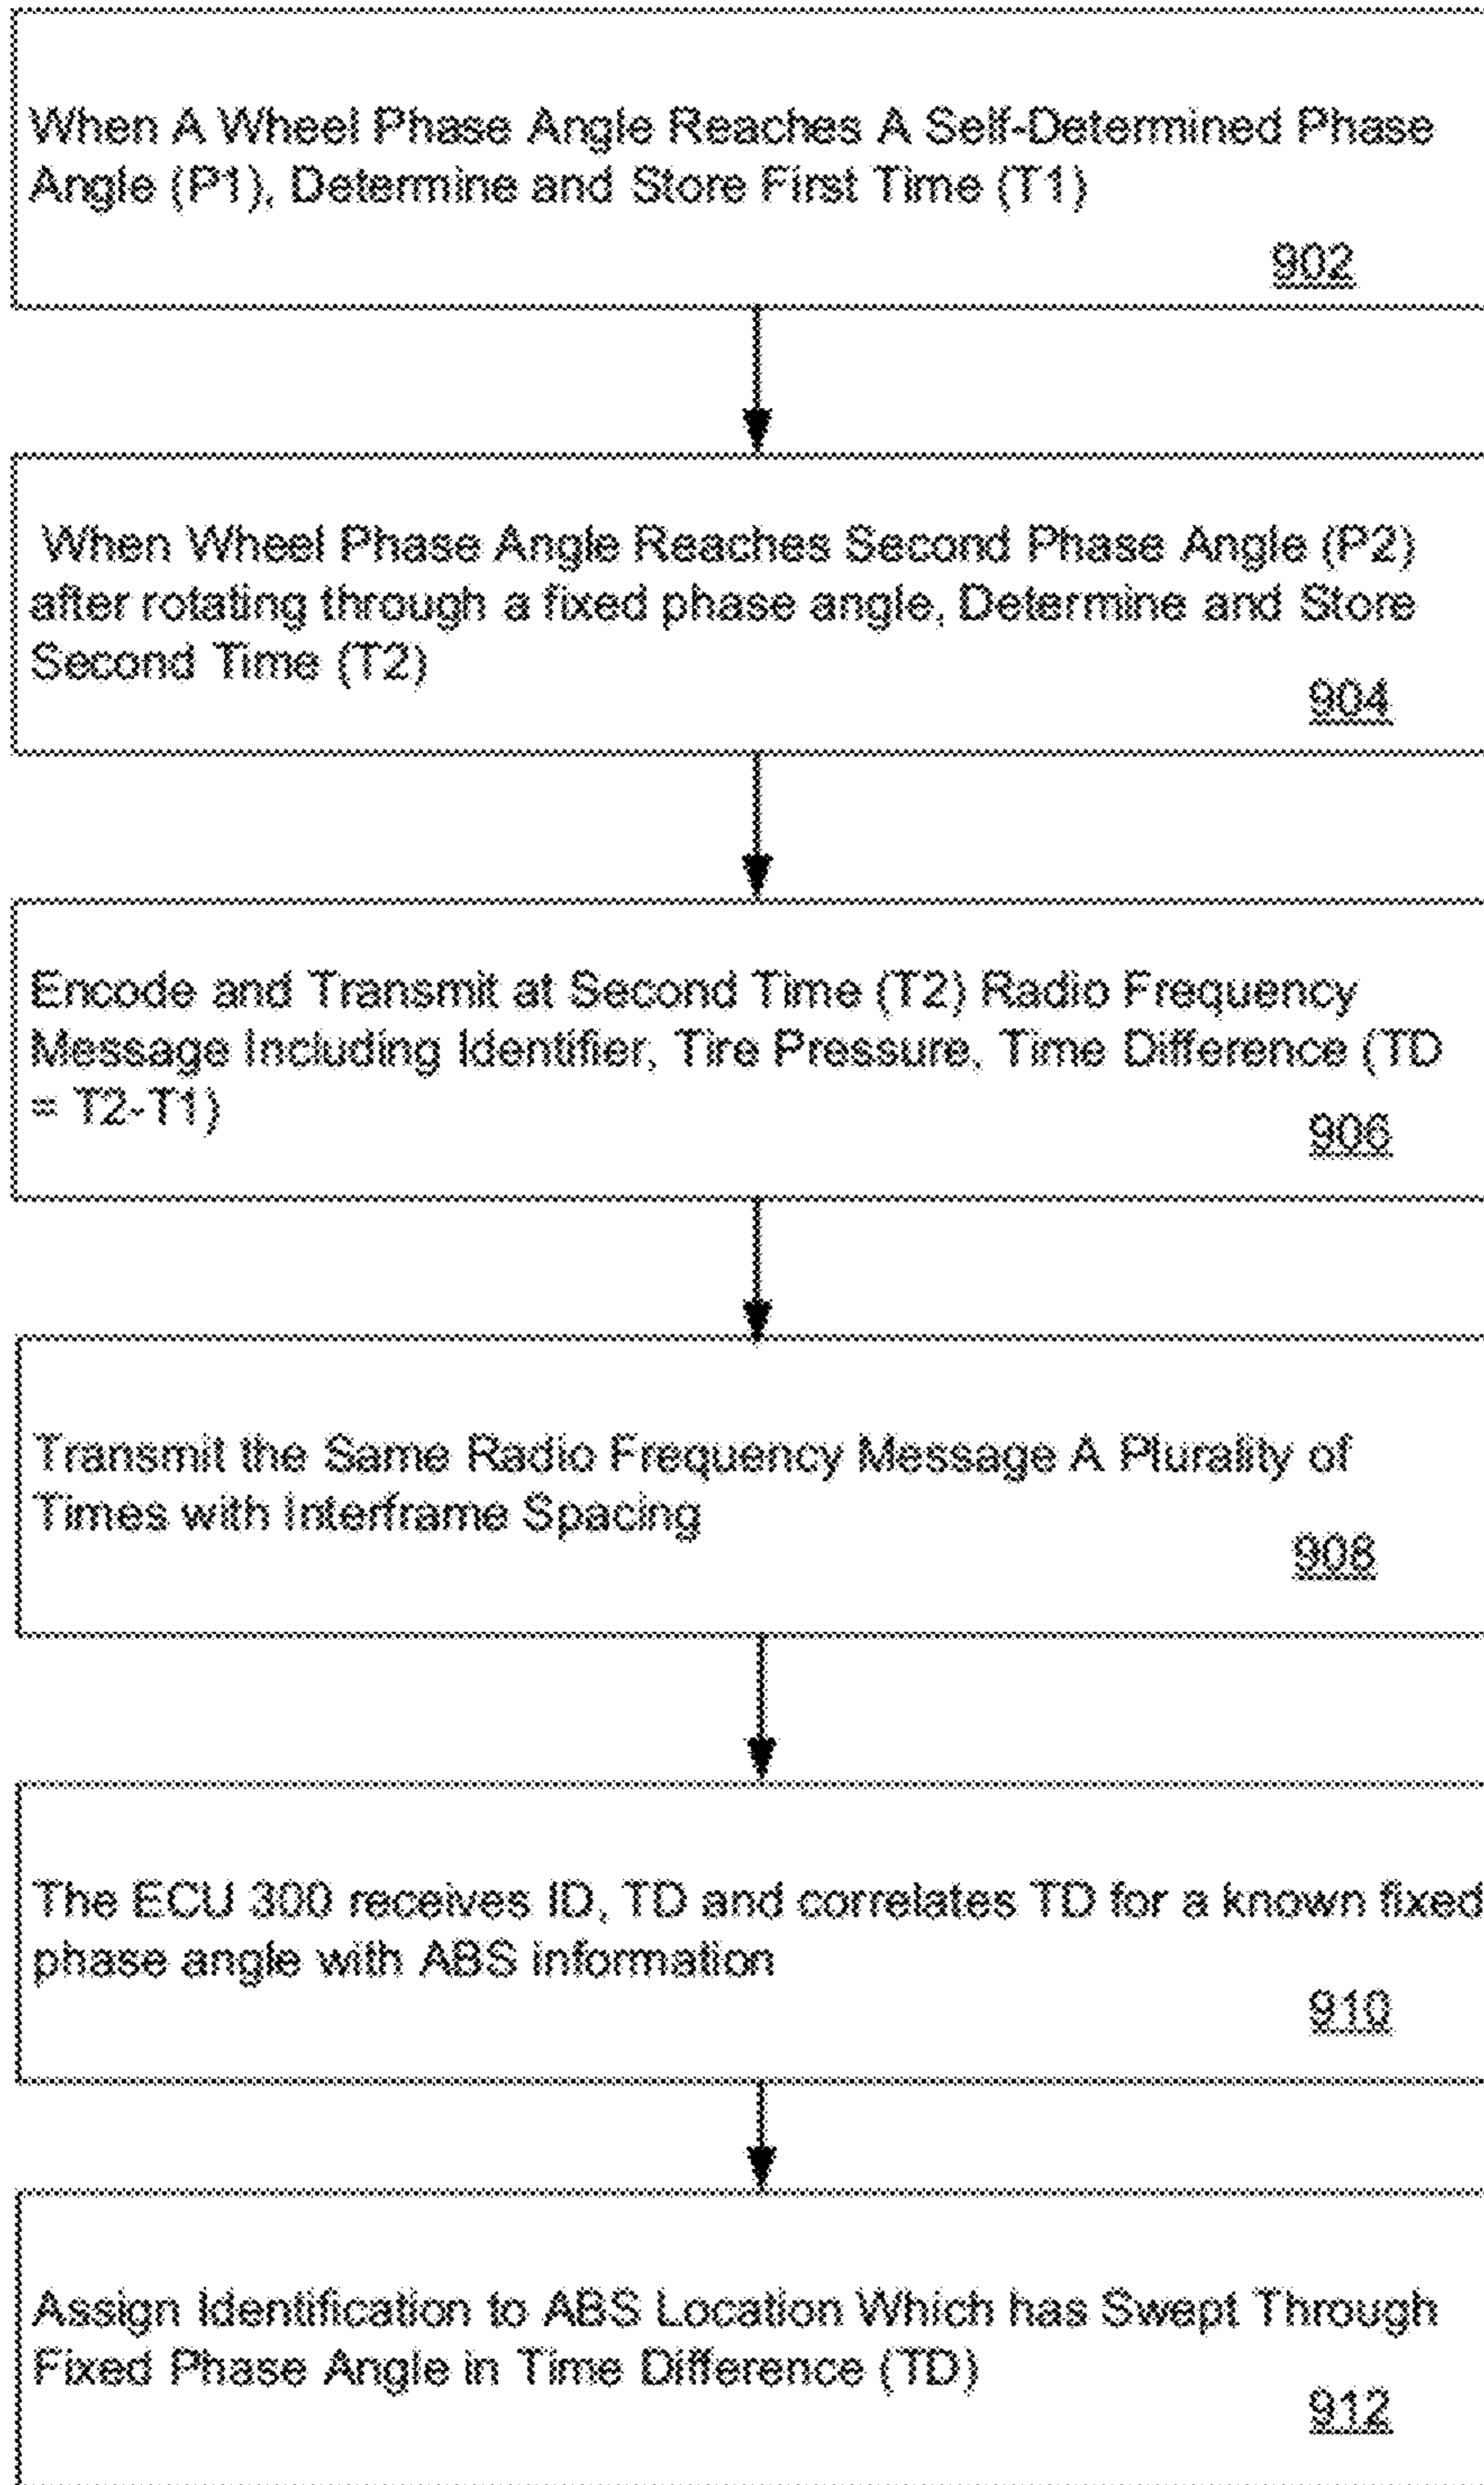 When A Wheel Phase Angle Reaches A Self-Determined Phase
Angle (P1), Determine and Store First Time (T1)
902
When Wheel Phase Angle Reaches Second Phase Angle (P2)
after rotating through a fixed phase angle, Determine and Store
Second Time (T2)
904
Encode and Transmit at Second Time (T2) Radio Frequency
Message Including Identifier, Tire Pressure, Time Difference (TD
= T2-T1)
906
Transmit the Same Radio Frequency Message A Plurality of
Times with Interframe Spacing
908
The ECU 300 receives ID, TD and correlates TD for a known fixed
phase angle with ABS information
910
Assign Identification to ABS Location Which has Swept Through
Fixed Phase Angle in Time Difference (TD)
912